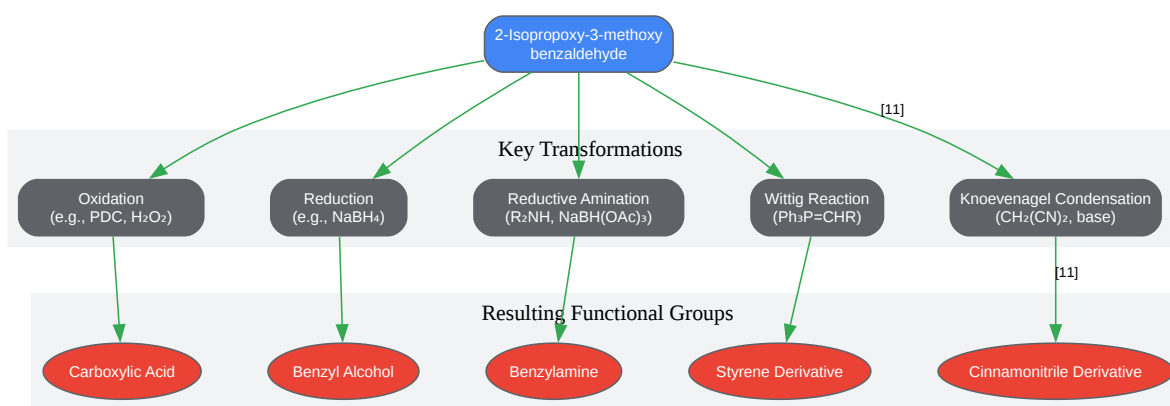 2-Isopropoxy-3-methoxy
benzaldehyde
[11]
Key Transformations
Oxidation
(e.g., PDC, H₂O₂)
Reduction
(e.g., NaBH₄)
Reductive Amination
(R₂NH, NaBH(OAc)₃)
Wittig Reaction
(Ph₃P=CHR)
Knoevenagel Condensation
(CH₂(CN)₂, base)
[11]
Resulting Functional Groups
Carboxylic Acid
Benzyl Alcohol
Benzylamine
Styrene Derivative
Cinnamonitrile Derivative